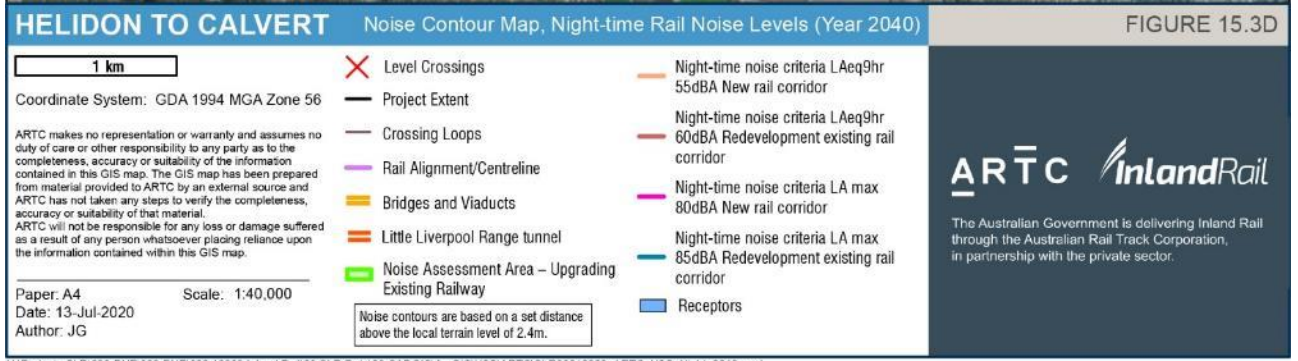 HELIDON TO CALVERT
Noise Contour Map, Night-time Rail Noise Levels (Year 2040)
FIGURE 15.3D
1 km
Coordinate System: GDA 1994 MGA Zone 56
ARTC makes no representation or warranty and assumes no
duty of care or other responsibility to any party as to the
completeness, accuracy or suitability of the information
contained in this GIS map. The GIS map has been prepared
from material provided to ARTC by an external source and
ARTC has not taken any steps to verify the completeness,
accuracy or suitability of that material.
ARTC will not be responsible for any loss or damage suffered
as a result of any person whatsoever placing reliance upon
the information contained within this GIS map.
Paper: A4
Scale: 1:40,000
Date: 13-Jul-2020
Author: JG
Level Crossings
Project Extent
Crossing Loops
Rail Alignment/Centreline
Bridges and Viaducts
Little Liverpool Range tunnel
Noise Assessment Area – Upgrading
Existing Railway
Noise contours are based on a set distance
above the local terrain level of 2.4m.
Night-time noise criteria LAeq9hr
55dBA New rail corridor
Night-time noise criteria LAeq9hr
60dBA Redevelopment existing rail
corridor
Night-time noise criteria LA max
80dBA New rail corridor
Night-time noise criteria LA max
85dBA Redevelopment existing rail
corridor
Receptors
ARTC
InlandRail
The Australian Government is delivering Inland Rail
through the Australian Rail Track Corporation,
in partnership with the private sector.